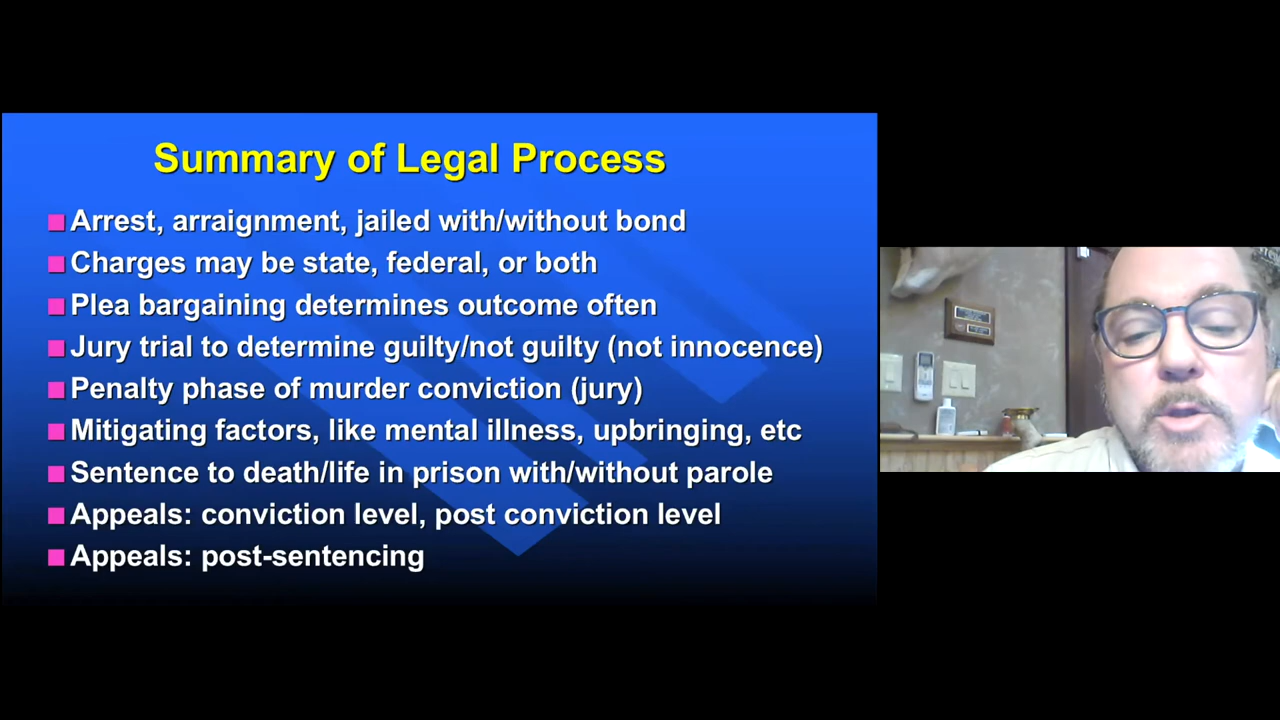 Summary of Legal Process
Arrest, arraignment, jailed with/without bond
Charges may be state, federal, or both
Plea bargaining determines outcome often
Jury trial to determine guilty/not guilty (not innocence)
Penalty phase of murder conviction (jury)
Mitigating factors, like mental illness, upbringing, etc
Sentence to death/life in prison with/without parole
Appeals: conviction level, post conviction level
Appeals: post-sentencing